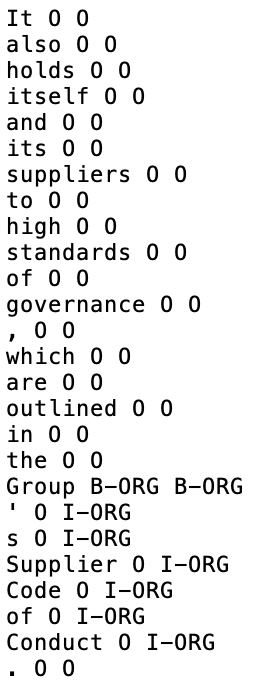 It O O
also O O
holds O O
itself O O
and O O
its O O
suppliers O O
to O O
high O O
standards O O
of O O
governance O O
, O O
which O O
are O O
outlined O O
in O O
the O O
Group B-ORG B-ORG
' O I-ORG
s O I-ORG
Supplier O I-ORG
Code O I-ORG
of O I-ORG
Conduct O I-ORG
. O O